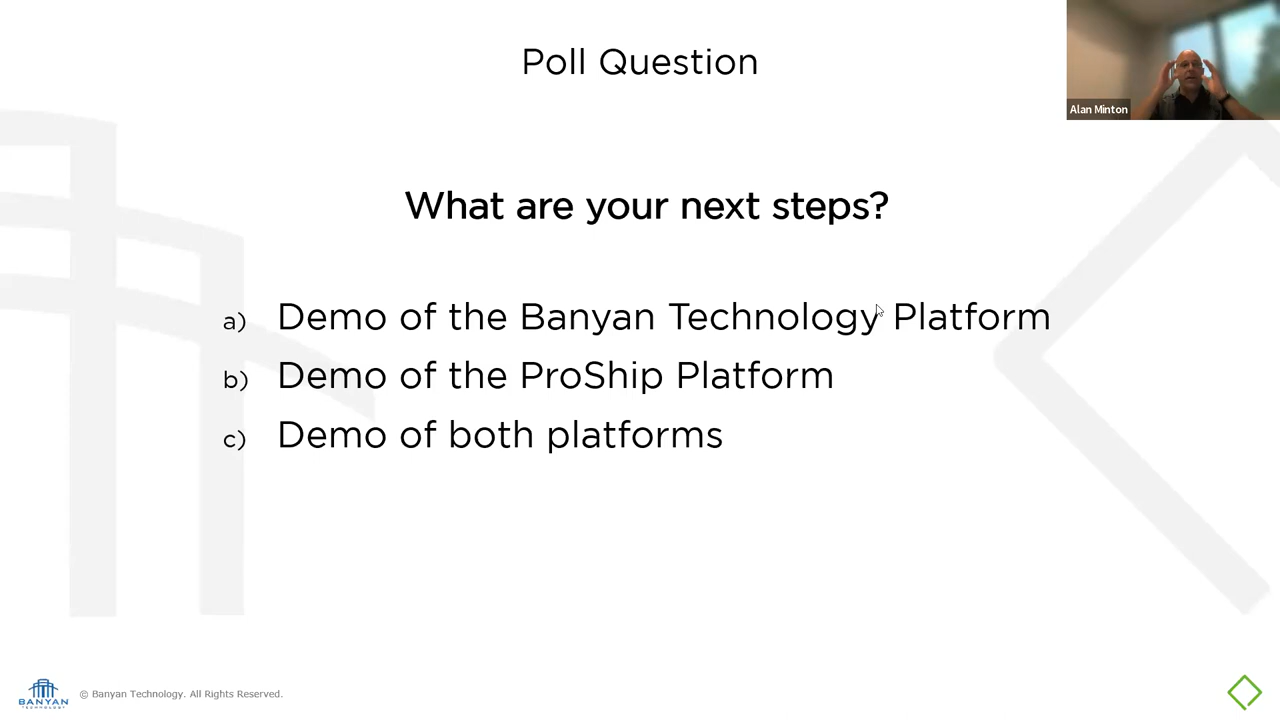 Poll Question
Alan Minton
What are your next steps?
a) Demo of the Banyan Technology Platform
b) Demo of the ProShip Platform
c) Demo of both platforms
BANYAN
TECHNOLOGY
© Banyan Technology. All Rights Reserved.